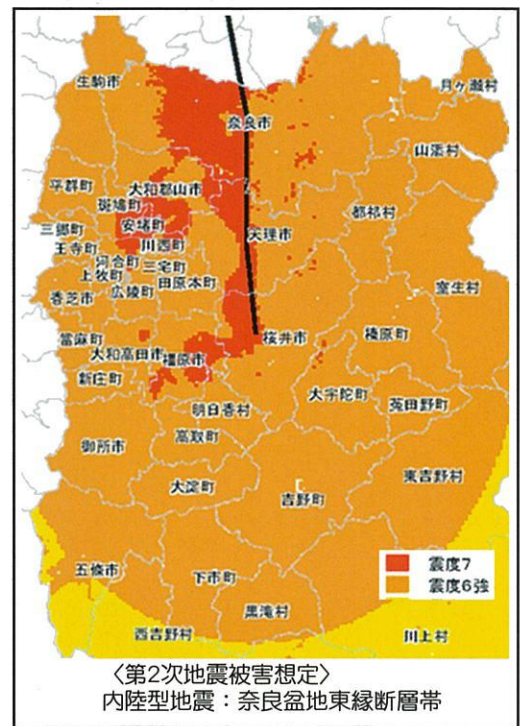 生駒市
月ヶ瀬村
奈良市
山添村
平群町
大和郡山市
斑鳩町
安堵町
都祁村
三郷町
川西町
天理市
王寺町
河合町
三宅町
上牧町
田原本町
室生村
香芝市
広陵町
當麻町
桜井市
榛原町
大和高田市
橿原市
新庄町
大宇陀町
菟田野町
明日香村
御所市
高取町
東吉野村
大淀町
吉野町
震度7
震度6強
五條市
下市町
黒滝村
西吉野村
川上村
〈第2次地震被害想定〉
内陸型地震：奈良盆地東縁断層帯